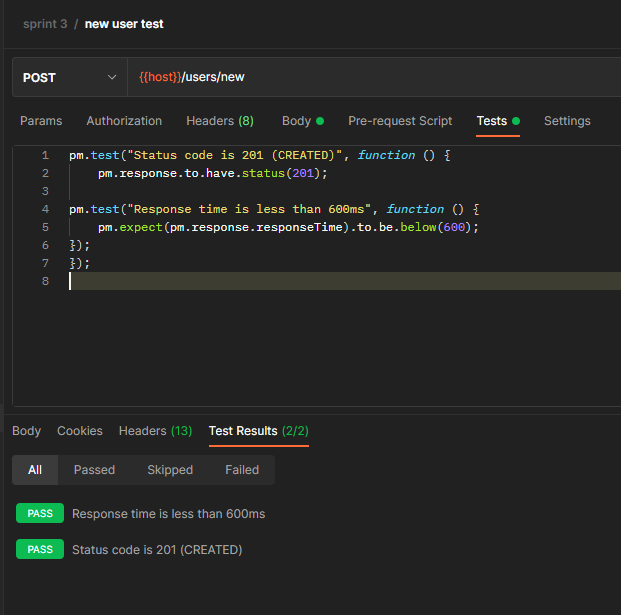 sprint 3 / new user test
POST {{host}}/users/new
Params Authorization Headers (8) Body Pre-request Script Tests Settings
1 pm.test("Status code is 201 (CREATED)", function () {
2 pm.response.to.have.status(201);
3
4 pm.test("Response time is less than 600ms", function () {
5 pm.expect(pm.response.responseTime).to.be.below(600);
6 });
7 });
8
Body Cookies Headers (13) Test Results (2/2)
All Passed Skipped Failed
PASS Response time is less than 600ms
PASS Status code is 201 (CREATED)